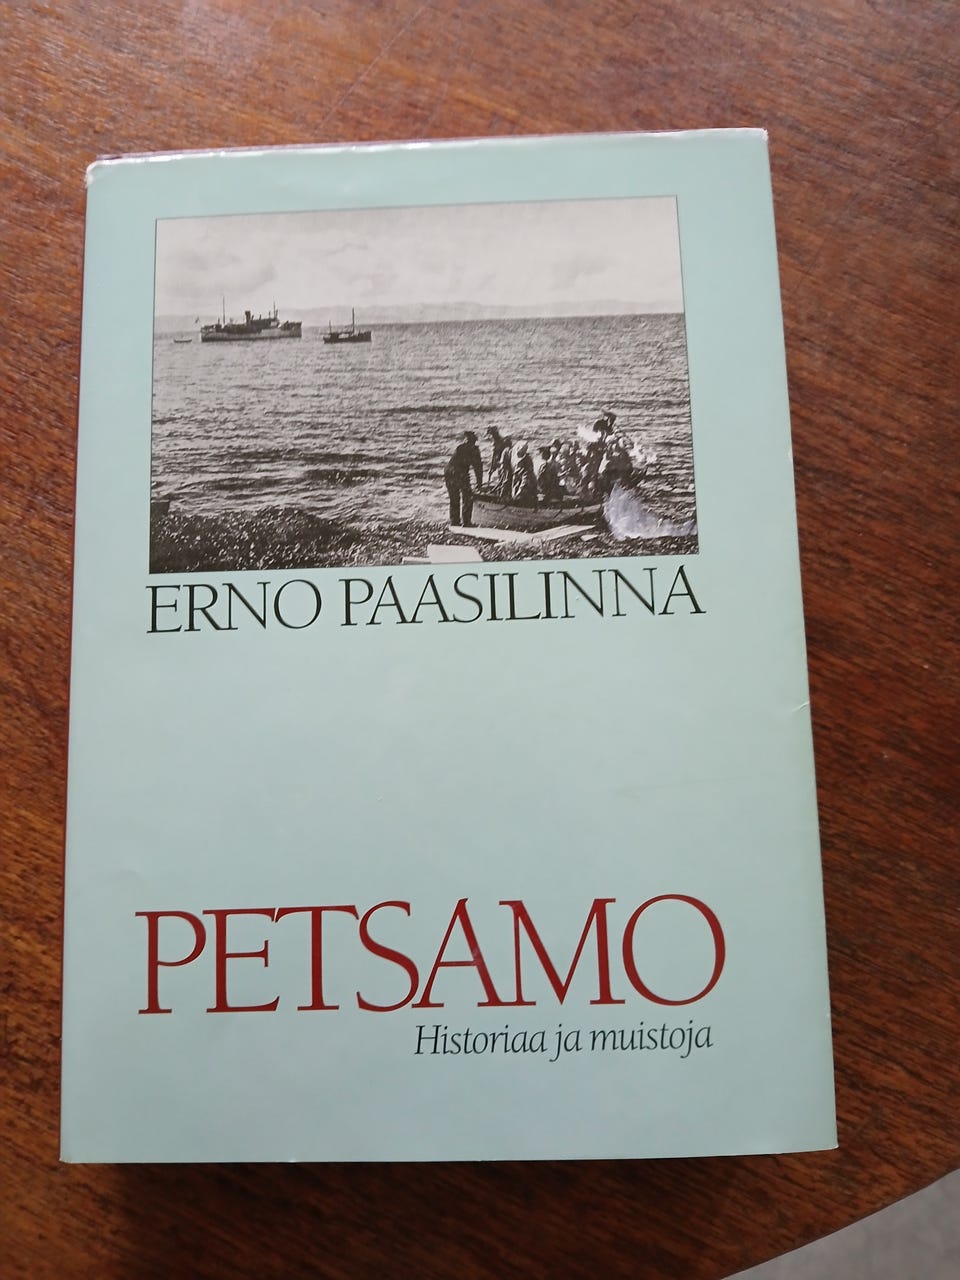 ERNO PAASILINNA
PETSAMO
Historiaa ja muistoja